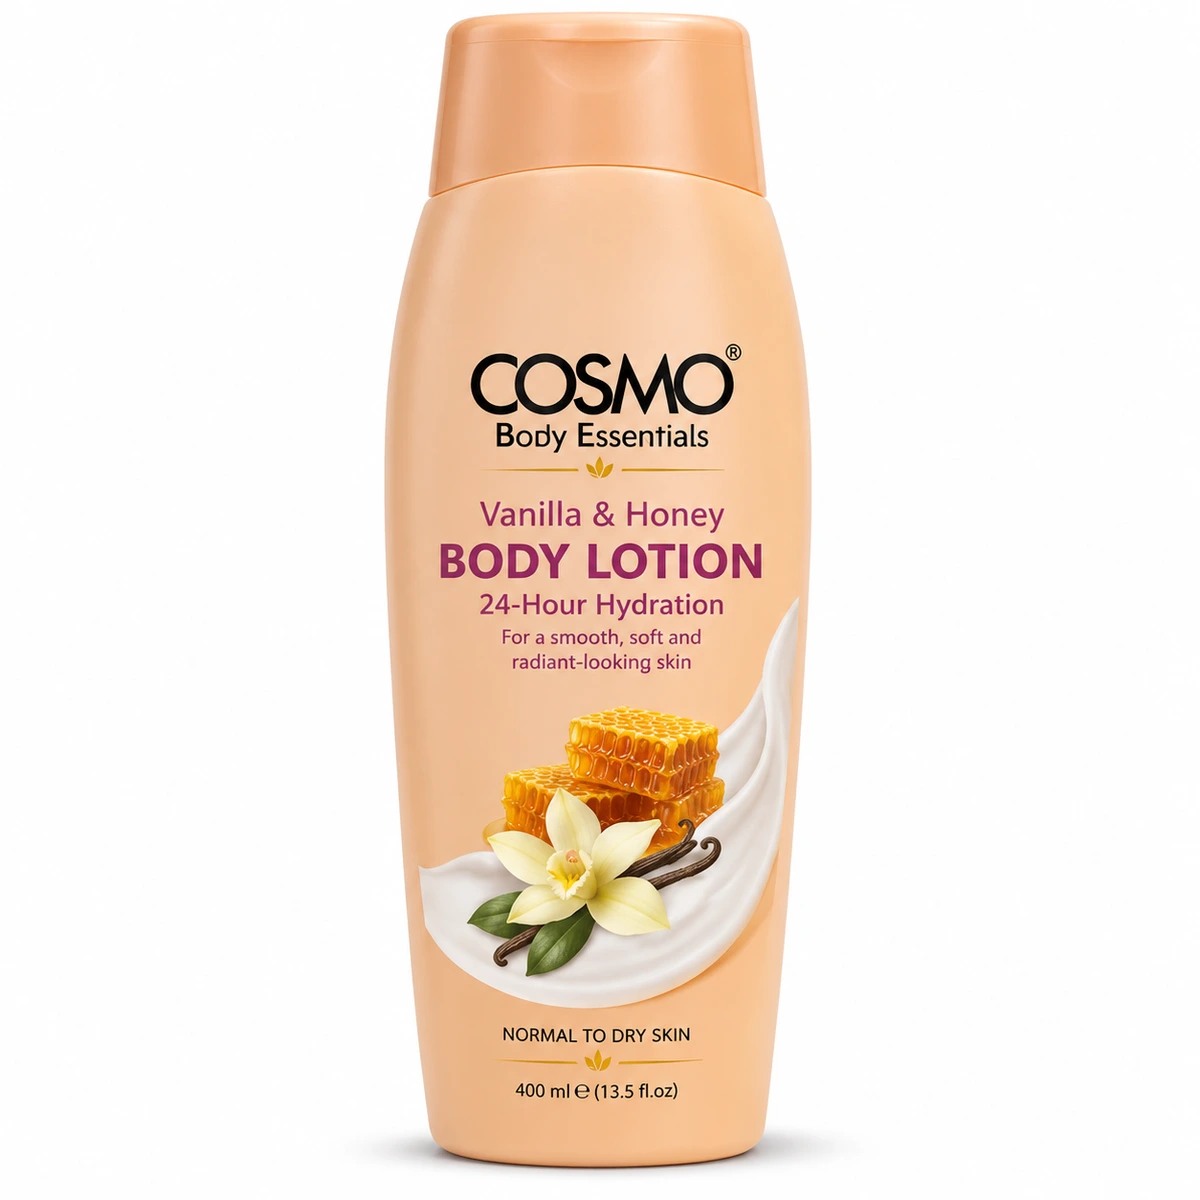 COSMO®
Body Essentials
Vanilla & Honey
BODY LOTION
24-Hour Hydration
For a smooth, soft and
radiant-looking skin
NORMAL TO DRY SKIN
400 ml ℮ (13.5 fl.oz)